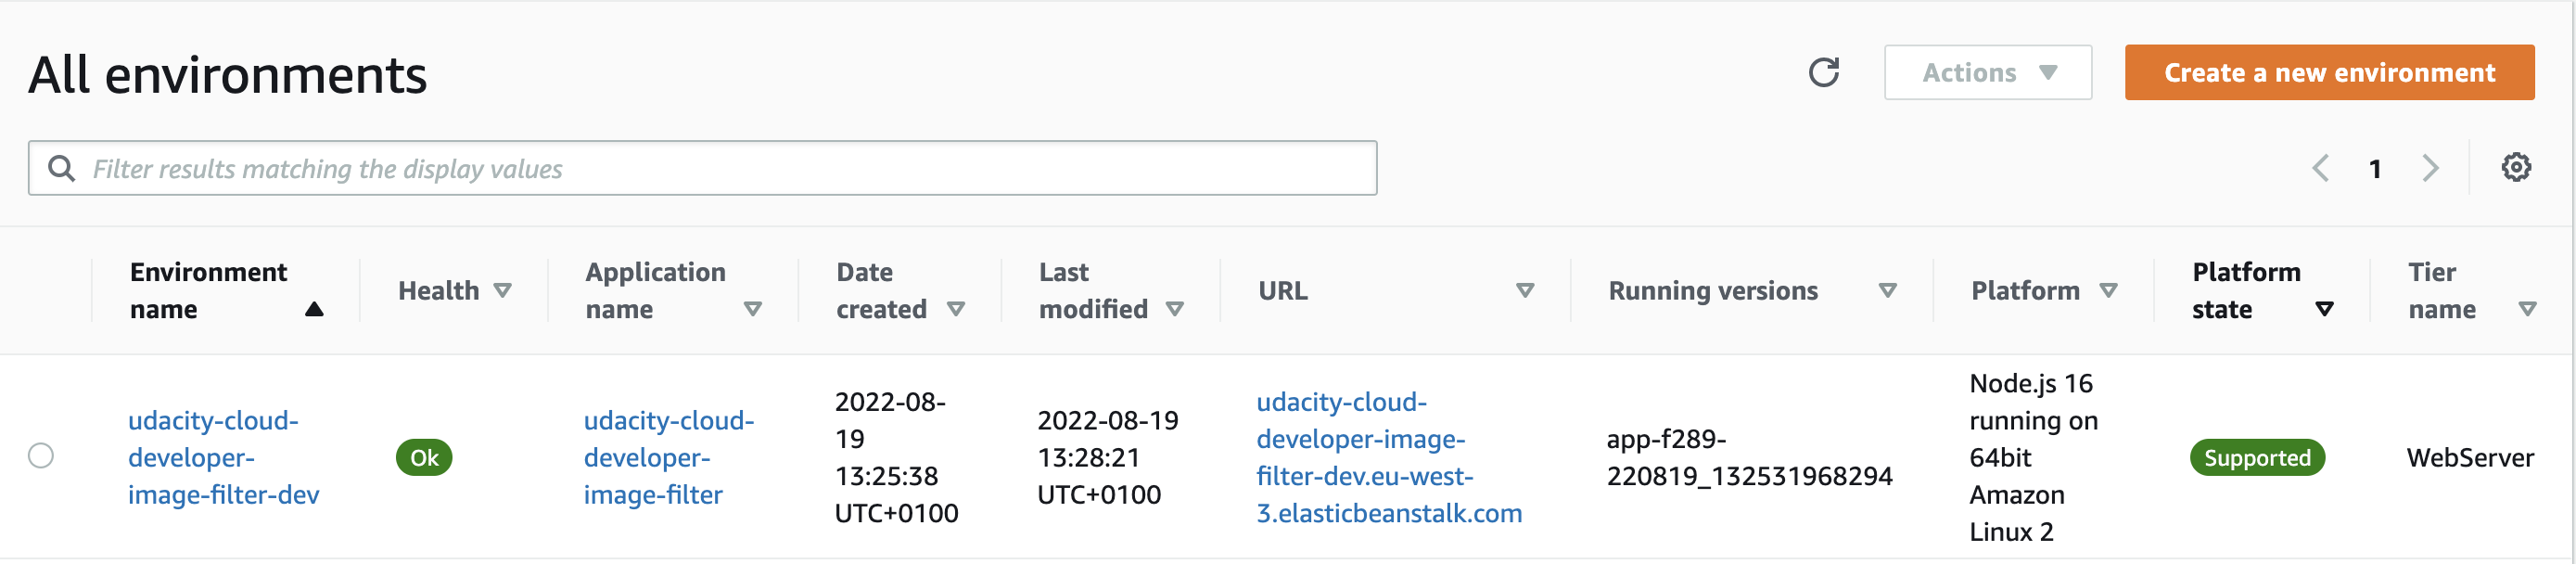 All environments
Actions
Create a new environment
Filter results matching the display values
1
Environment
name
Health
Application
name
Date
created
Last
modified
URL
Running versions
Platform
Platform
state
Tier
name
udacity-cloud-
developer-
image-filter-dev
Ok
udacity-cloud-
developer-
image-filter
2022-08-
19
13:25:38
UTC+0100
2022-08-19
13:28:21
UTC+0100
udacity-cloud-
developer-image-
filter-dev.eu-west-
3.elasticbeanstalk.com
app-f289-
220819_132531968294
Node.js 16
running on
64bit
Amazon
Linux 2
Supported
WebServer